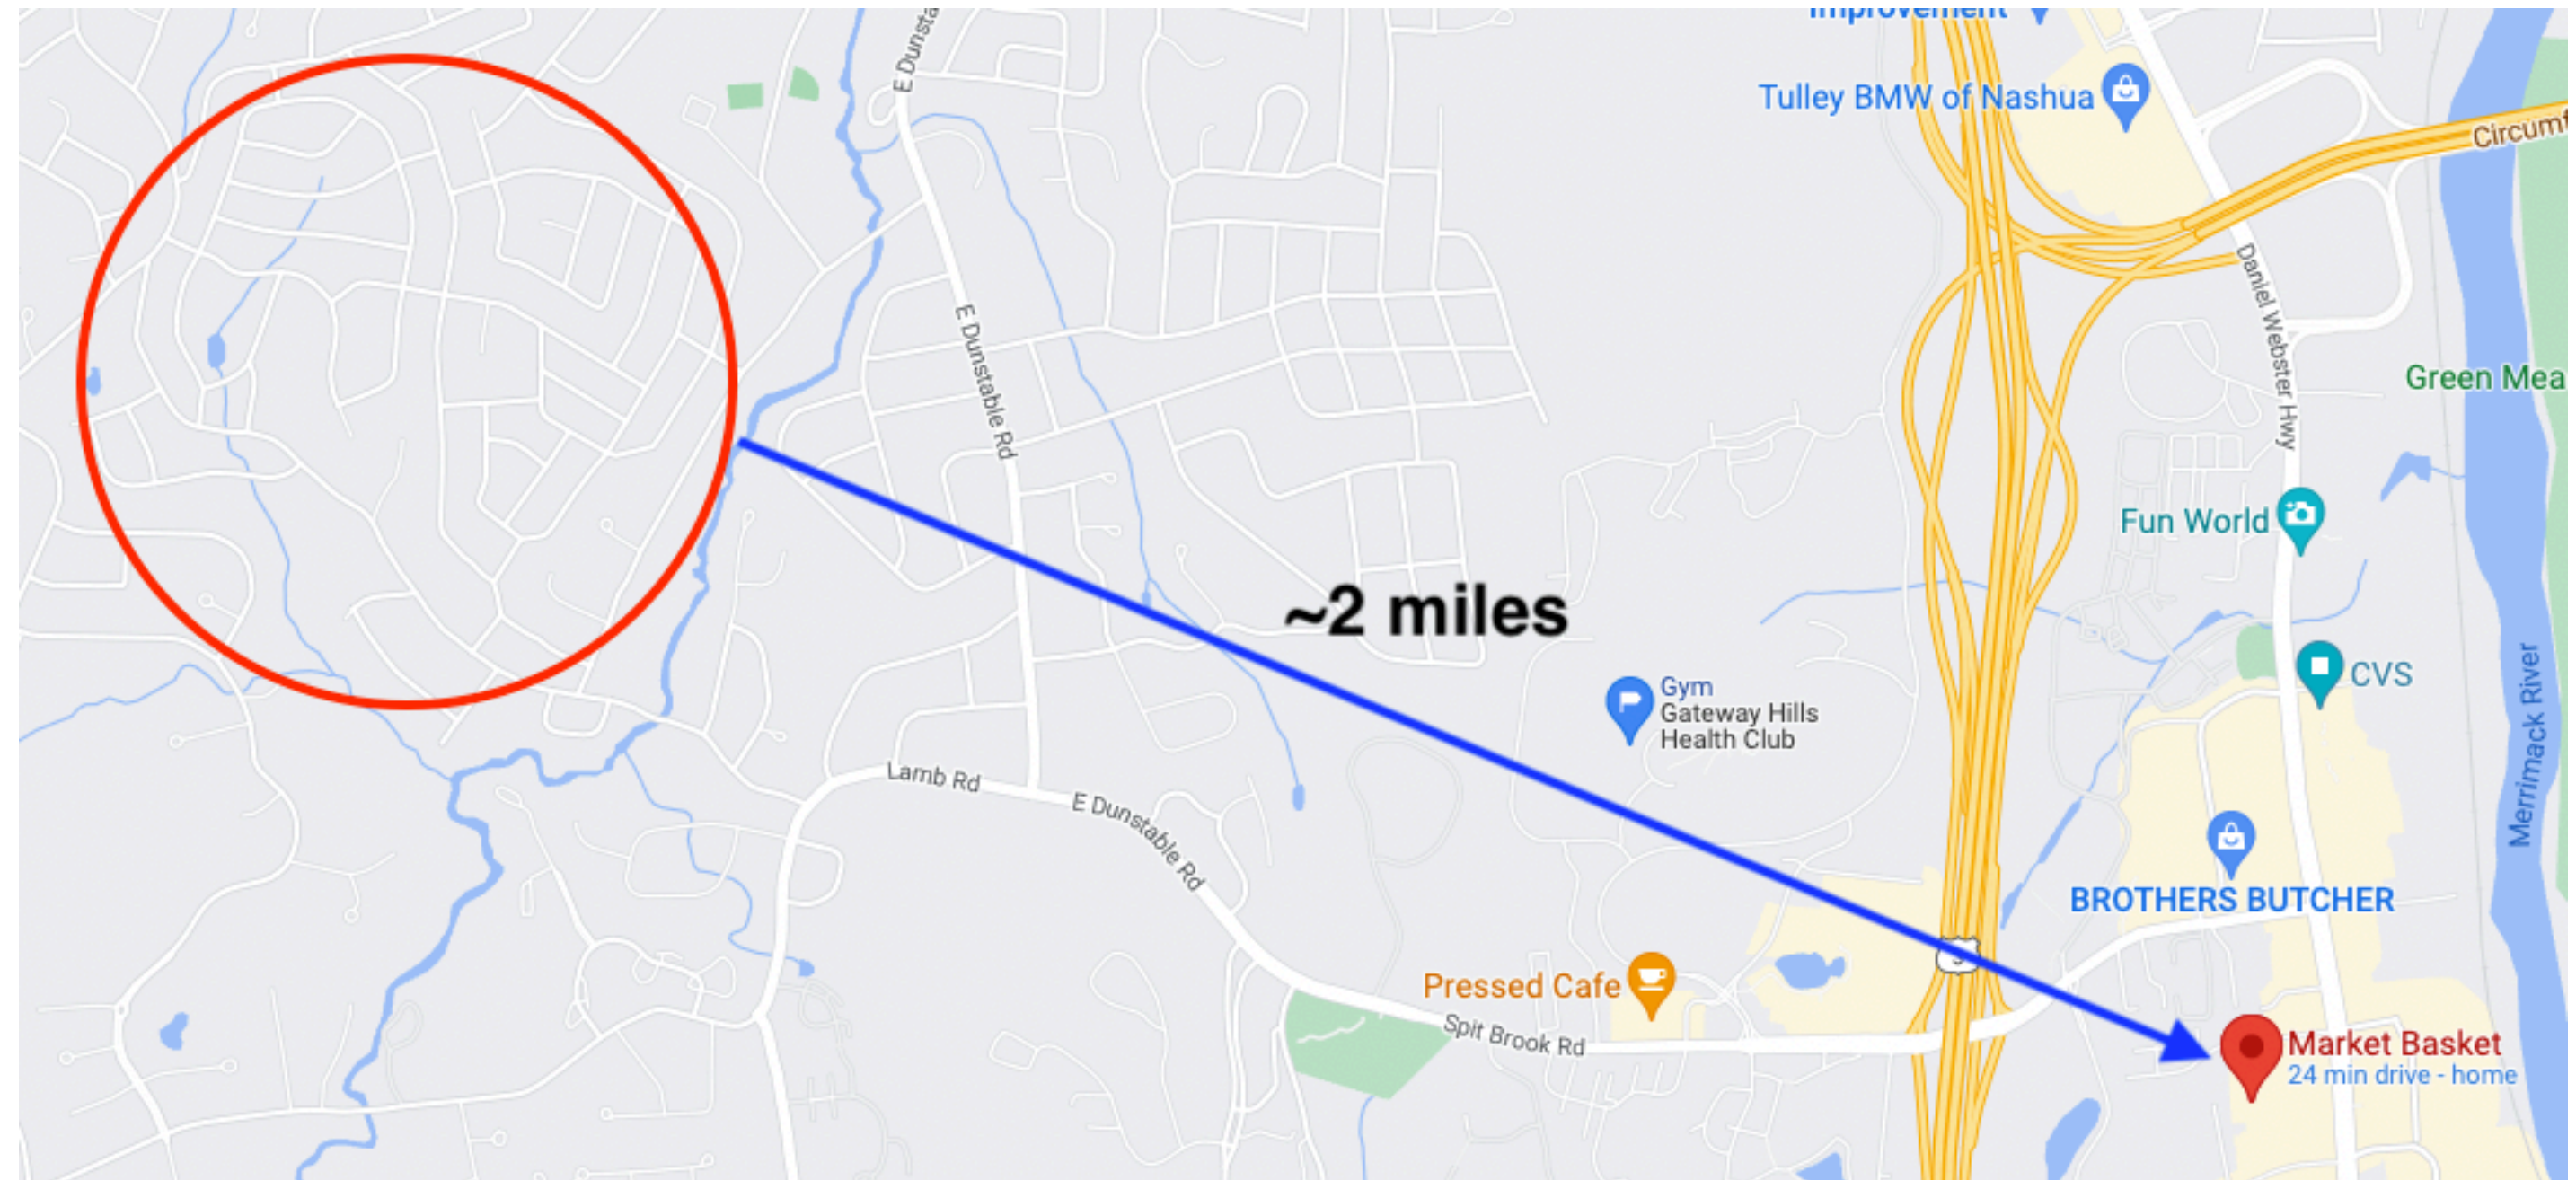 Improvement
E Dunsta
Tulley BMW of Nashua
Circumf
E Dunstable Rd
Daniel Webster Hwy
Green Mea
Fun World
~2 miles
CVS
Gym
Gateway Hills
Health Club
Merrimack River
Lamb Rd
E Dunstable Rd
BROTHERS BUTCHER
Pressed Cafe
Spit Brook Rd
Market Basket
24 min drive - home